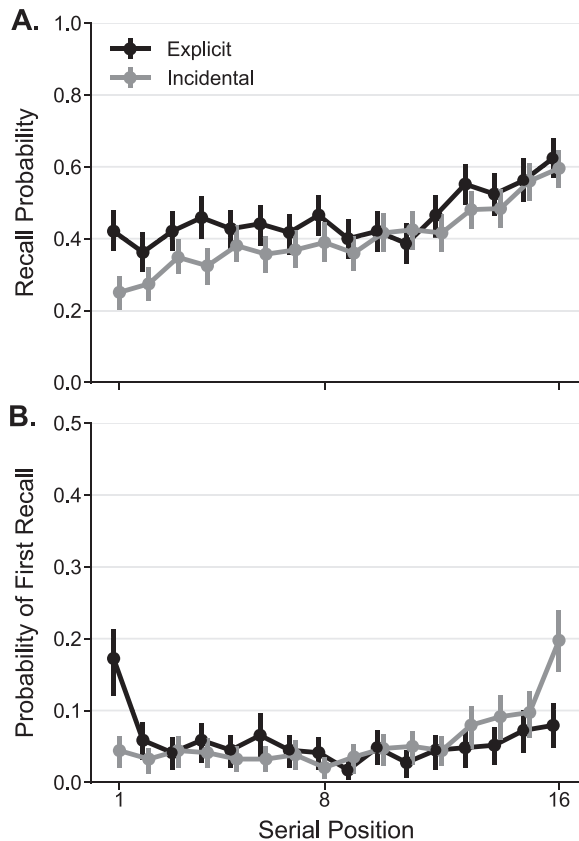 A.
Recall Probability
1.0
0.8
0.6
0.4
0.2
0.0
Explicit
Incidental
B.
Probability of First Recall
0.5
0.4
0.3
0.2
0.1
0.0
1
8
16
Serial Position